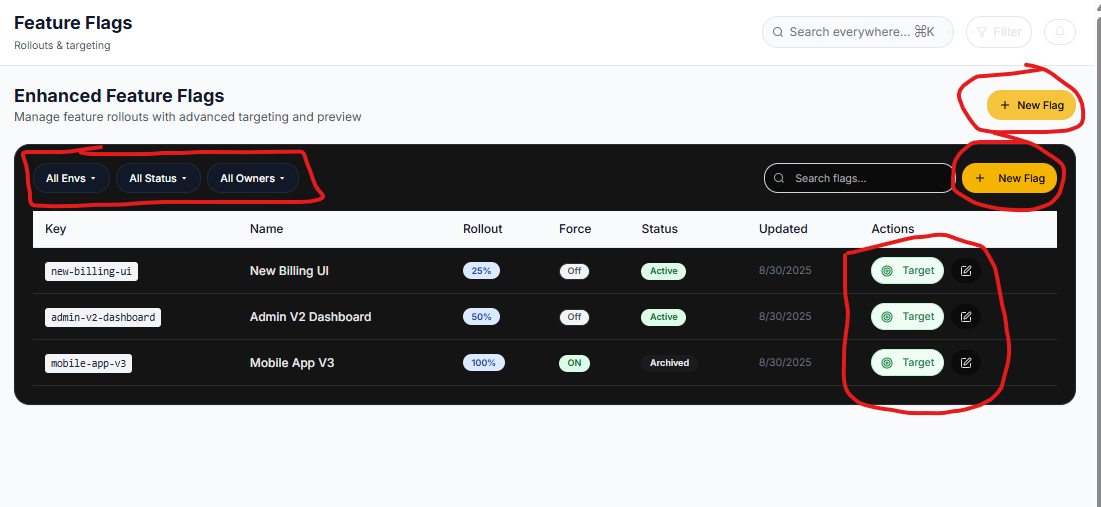 Feature Flags
Rollouts & targeting
Search everywhere... ⌘K
Filter
Enhanced Feature Flags
Manage feature rollouts with advanced targeting and preview
+ New Flag
All Envs All Status All Owners Search flags... + New Flag
Key Name Rollout Force Status Updated Actions
new-billing-ui New Billing UI 25% Off Active 8/30/2025 Target
admin-v2-dashboard Admin V2 Dashboard 50% Off Active 8/30/2025 Target
mobile-app-v3 Mobile App V3 100% ON Archived 8/30/2025 Target